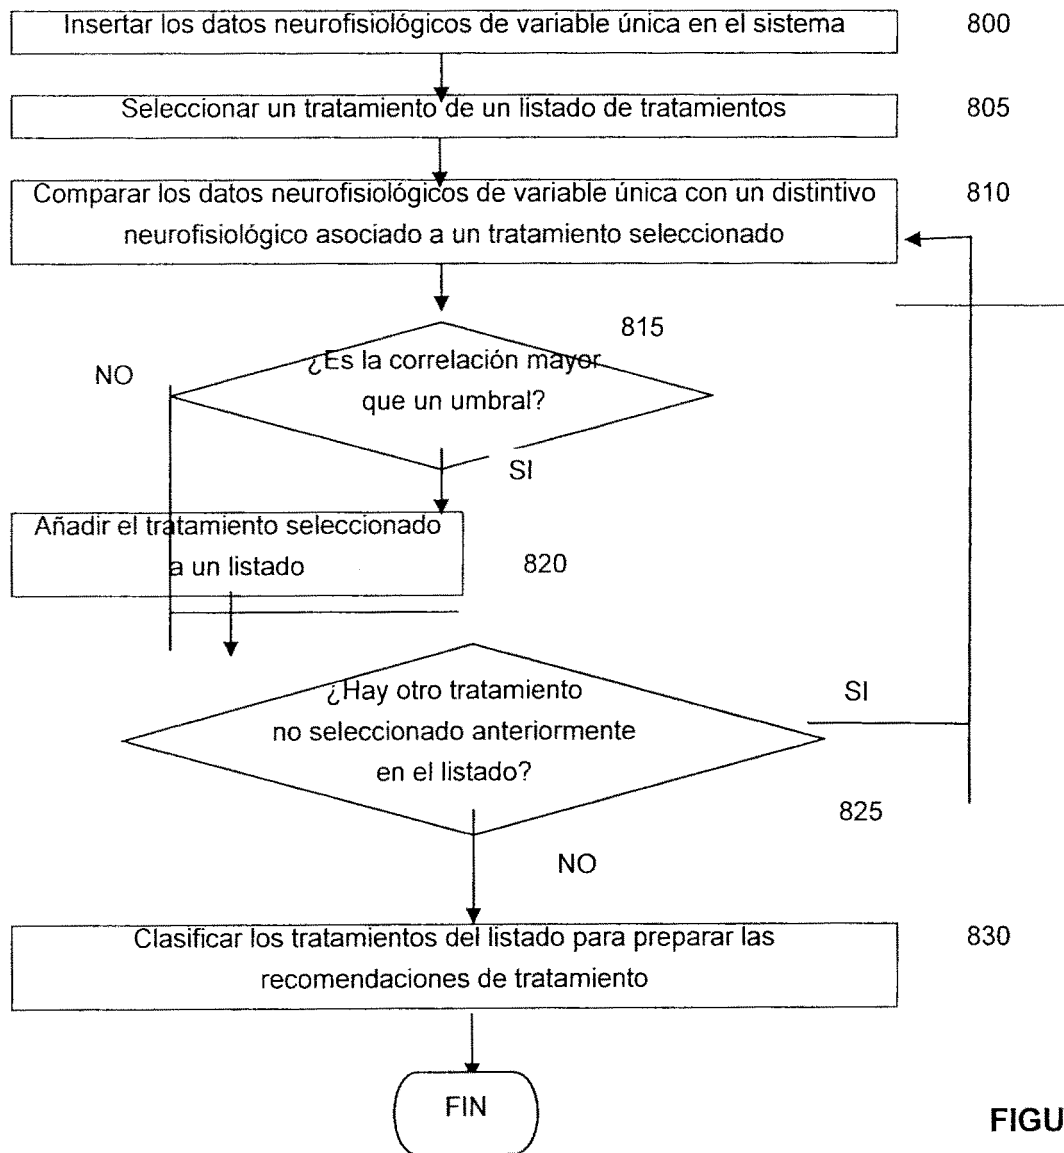 Insertar los datos neurofisiológicos de variable única en el sistema
800
Seleccionar un tratamiento de un listado de tratamientos
805
Comparar los datos neurofisiológicos de variable única con un distintivo
neurofisiológico asociado a un tratamiento seleccionado
810
815
¿Es la correlación mayor
que un umbral?
NO
SI
Añadir el tratamiento seleccionado
a un listado
820
¿Hay otro tratamiento
no seleccionado anteriormente
en el listado?
SI
825
NO
Clasificar los tratamientos del listado para preparar las
recomendaciones de tratamiento
830
FIN
FIGU